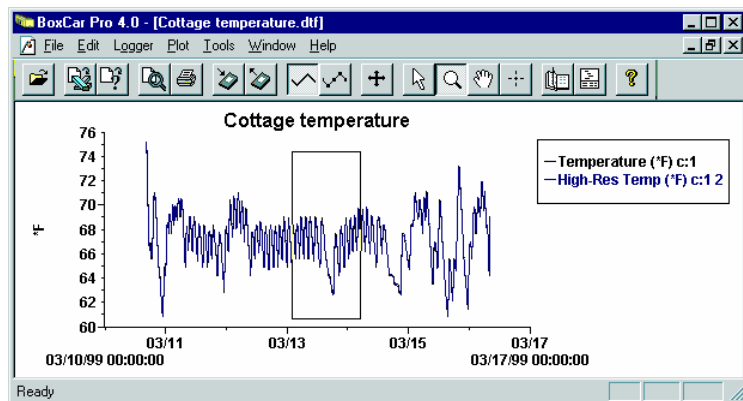 BoxCar Pro 4.0 - [Cottage temperature.dtf]
File Edit Logger Plot Tools Window Help
Cottage temperature
76
74
72
70
68
66
64
62
60
°F
Temperature (*F) c:1
High-Res Temp (*F) c:1 2
03/11 03/13 03/15 03/17
03/10/99 00:00:00 03/17/99 00:00:00
Ready